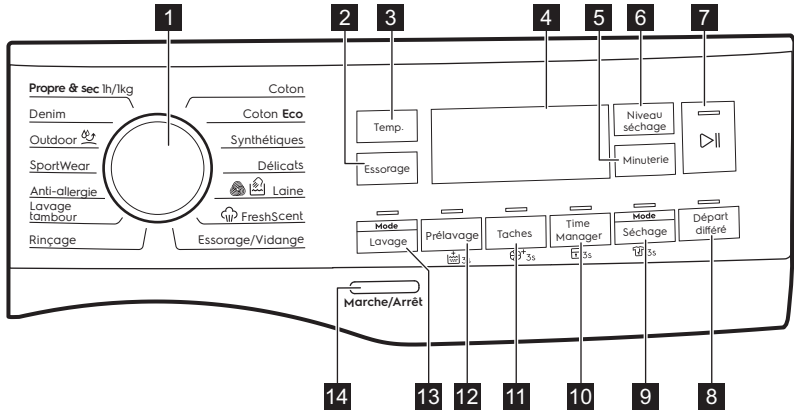 1
2
3
4
5
6
7
Propre & sec 1h/1kg
Denim
Outdoor
SportWear
Anti-allergie
Lavage
tambour
Rinçage
Coton
Coton Eco
Synthétiques
Délicats
Laine
FreshScent
Essorage/Vidange
Temp.
Essorage
Niveau
séchage
Minuterie
Mode
Lavage
Prélavage
3s
Taches
3s
Time
Manager
3s
Mode
Séchage
3s
Départ
différé
Marche/Arrêt
14
13
12
11
10
9
8